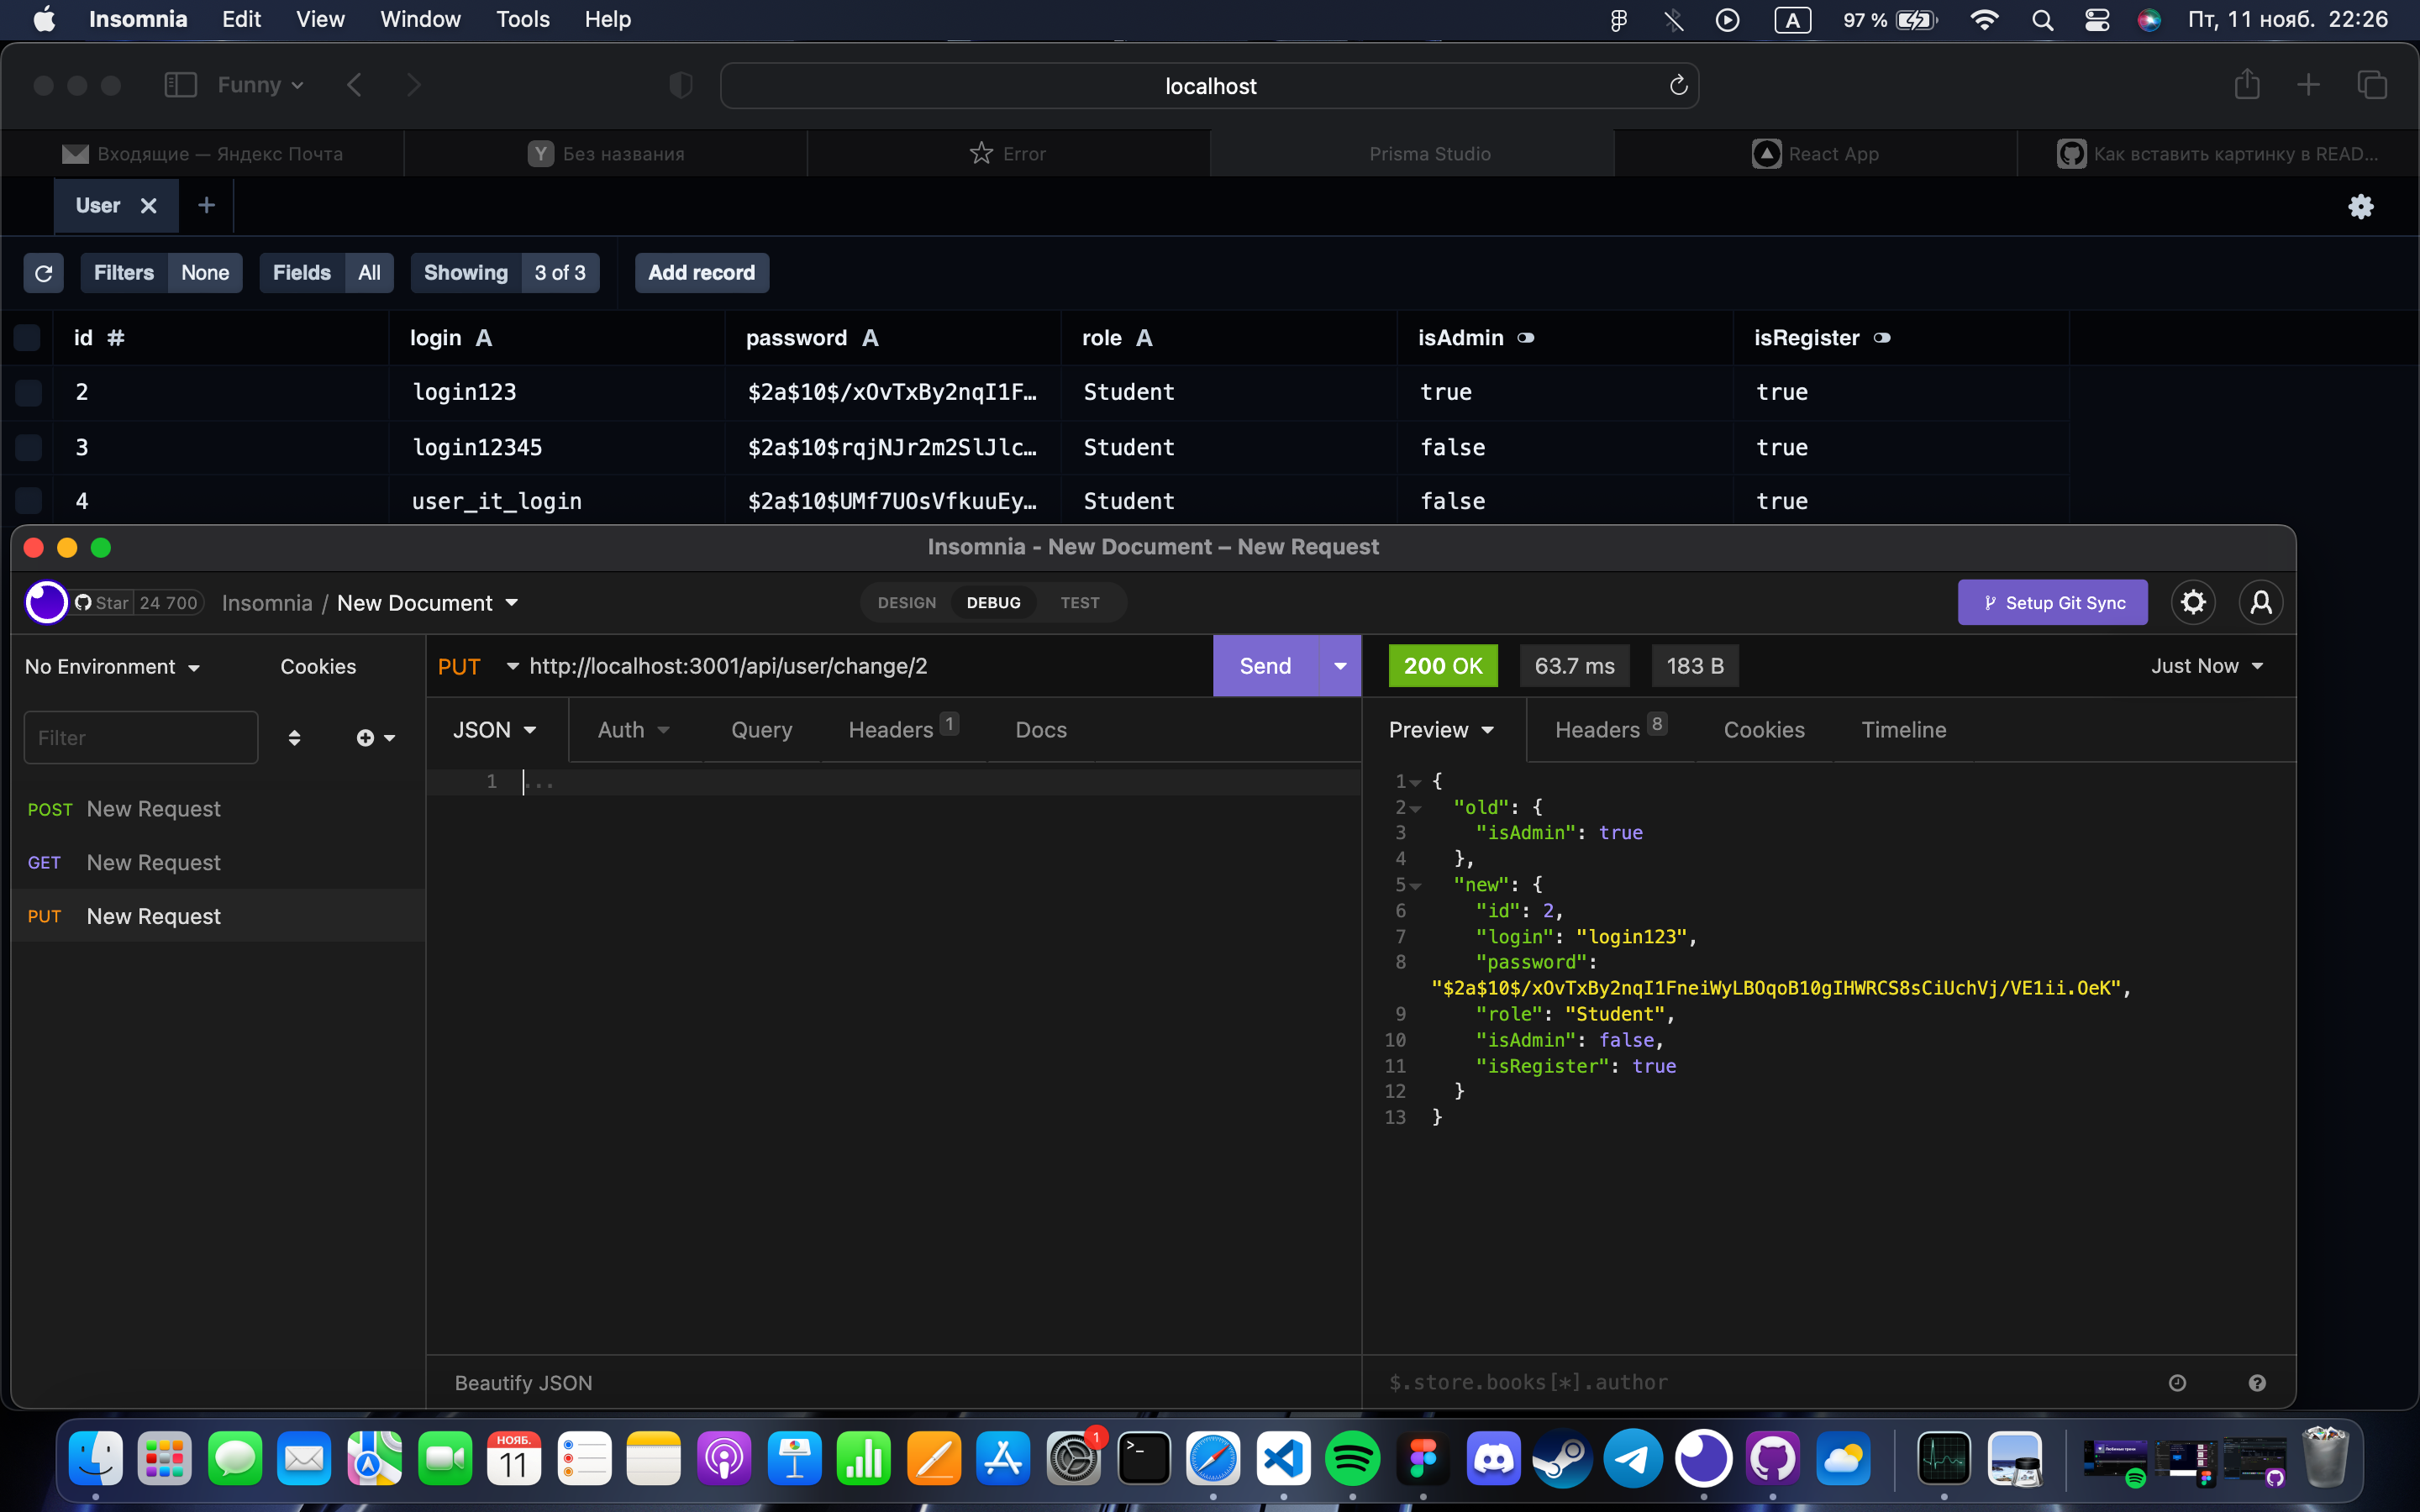 Insomnia Edit View Window Tools Help A 97 % Пт, 11 нояб. 22:26
Funny localhost
Входящие — Яндекс Почта Y Без названия Error Prisma Studio React App Как вставить картинку в READ...
User
Filters None Fields All Showing 3 of 3 Add record
id # login A password A role A isAdmin isRegister
2 login123 $2a$10$/xOvTxBy2nqI1F… Student true true
3 login12345 $2a$10$rqjNJr2m2SlJlc… Student false true
4 user_it_login $2a$10$UMf7UOsVfkuuEy… Student false true
Insomnia - New Document – New Request
Star 24 700 Insomnia / New Document DESIGN DEBUG TEST Setup Git Sync
No Environment Cookies PUT http://localhost:3001/api/user/change/2 Send 200 OK 63.7 ms 183 B Just Now
Filter JSON Auth Query Headers 1 Docs Preview Headers 8 Cookies Timeline
POST New Request
GET New Request
PUT New Request
1 ...
1 {
2 "old": {
3 "isAdmin": true
4 },
5 "new": {
6 "id": 2,
7 "login": "login123",
8 "password":
"$2a$10$/xOvTxBy2nqI1FneiWyLBOqoB10gIHWRCS8sCiUchVj/VE1ii.OeK",
9 "role": "Student",
10 "isAdmin": false,
11 "isRegister": true
12 }
13 }
Beautify JSON $.store.books[*].author
НОЯБ.
11
1